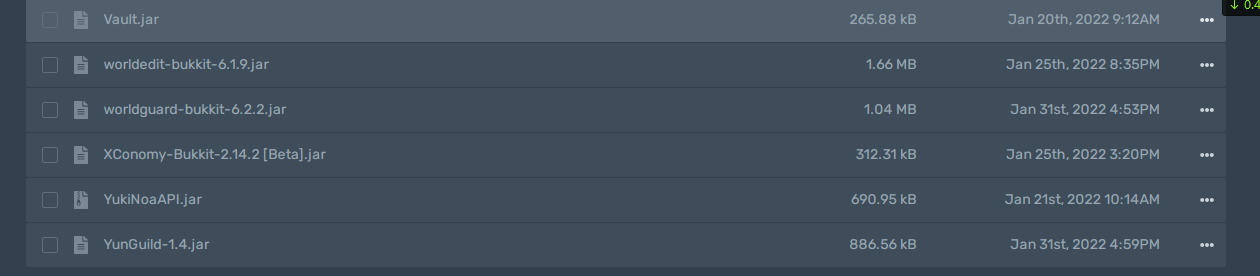 ↓ 0.4
Vault.jar 265.88 kB Jan 20th, 2022 9:12AM
worldedit-bukkit-6.1.9.jar 1.66 MB Jan 25th, 2022 8:35PM
worldguard-bukkit-6.2.2.jar 1.04 MB Jan 31st, 2022 4:53PM
XConomy-Bukkit-2.14.2 [Beta].jar 312.31 kB Jan 25th, 2022 3:20PM
YukiNoaAPI.jar 690.95 kB Jan 21st, 2022 10:14AM
YunGuild-1.4.jar 886.56 kB Jan 31st, 2022 4:59PM